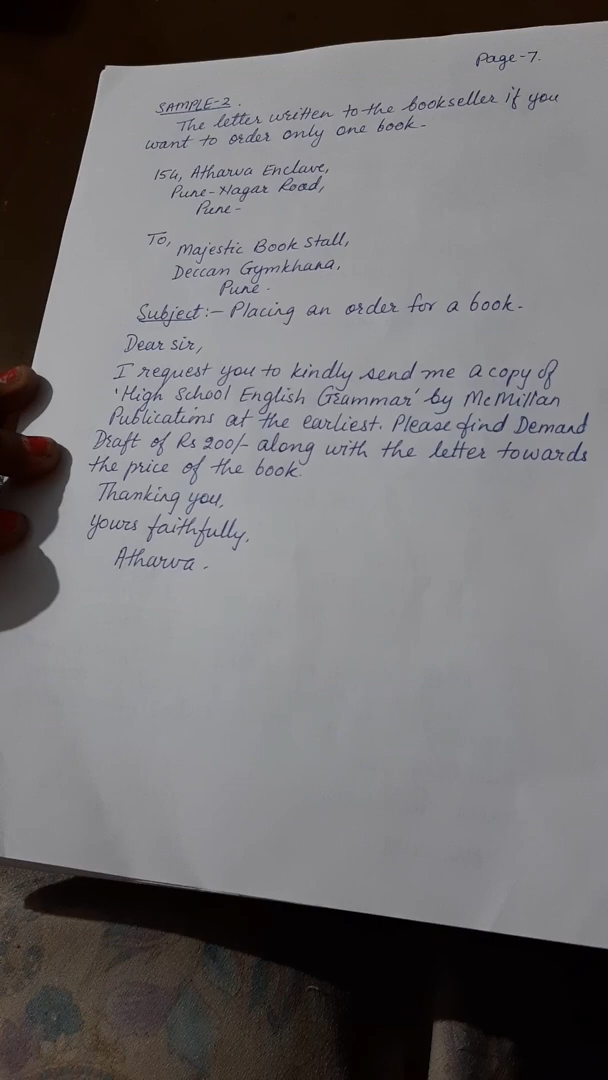 Page-7.
SAMPLE-2.
The letter written to the bookseller if you
want to order only one book-
154, Atharva Enclave,
Pune-Nagar Road,
Pune-
To,
Majestic Book Stall,
Deccan Gymkhana,
Pune.
Subject:- Placing an order for a book-
Dear sir,
I request you to kindly send me a copy of
'High School English Grammar' by McMillan
Publications at the earliest. Please find Demand
Draft of Rs 200/- along with the letter towards
the price of the book.
Thanking you,
yours faithfully,
Atharva.